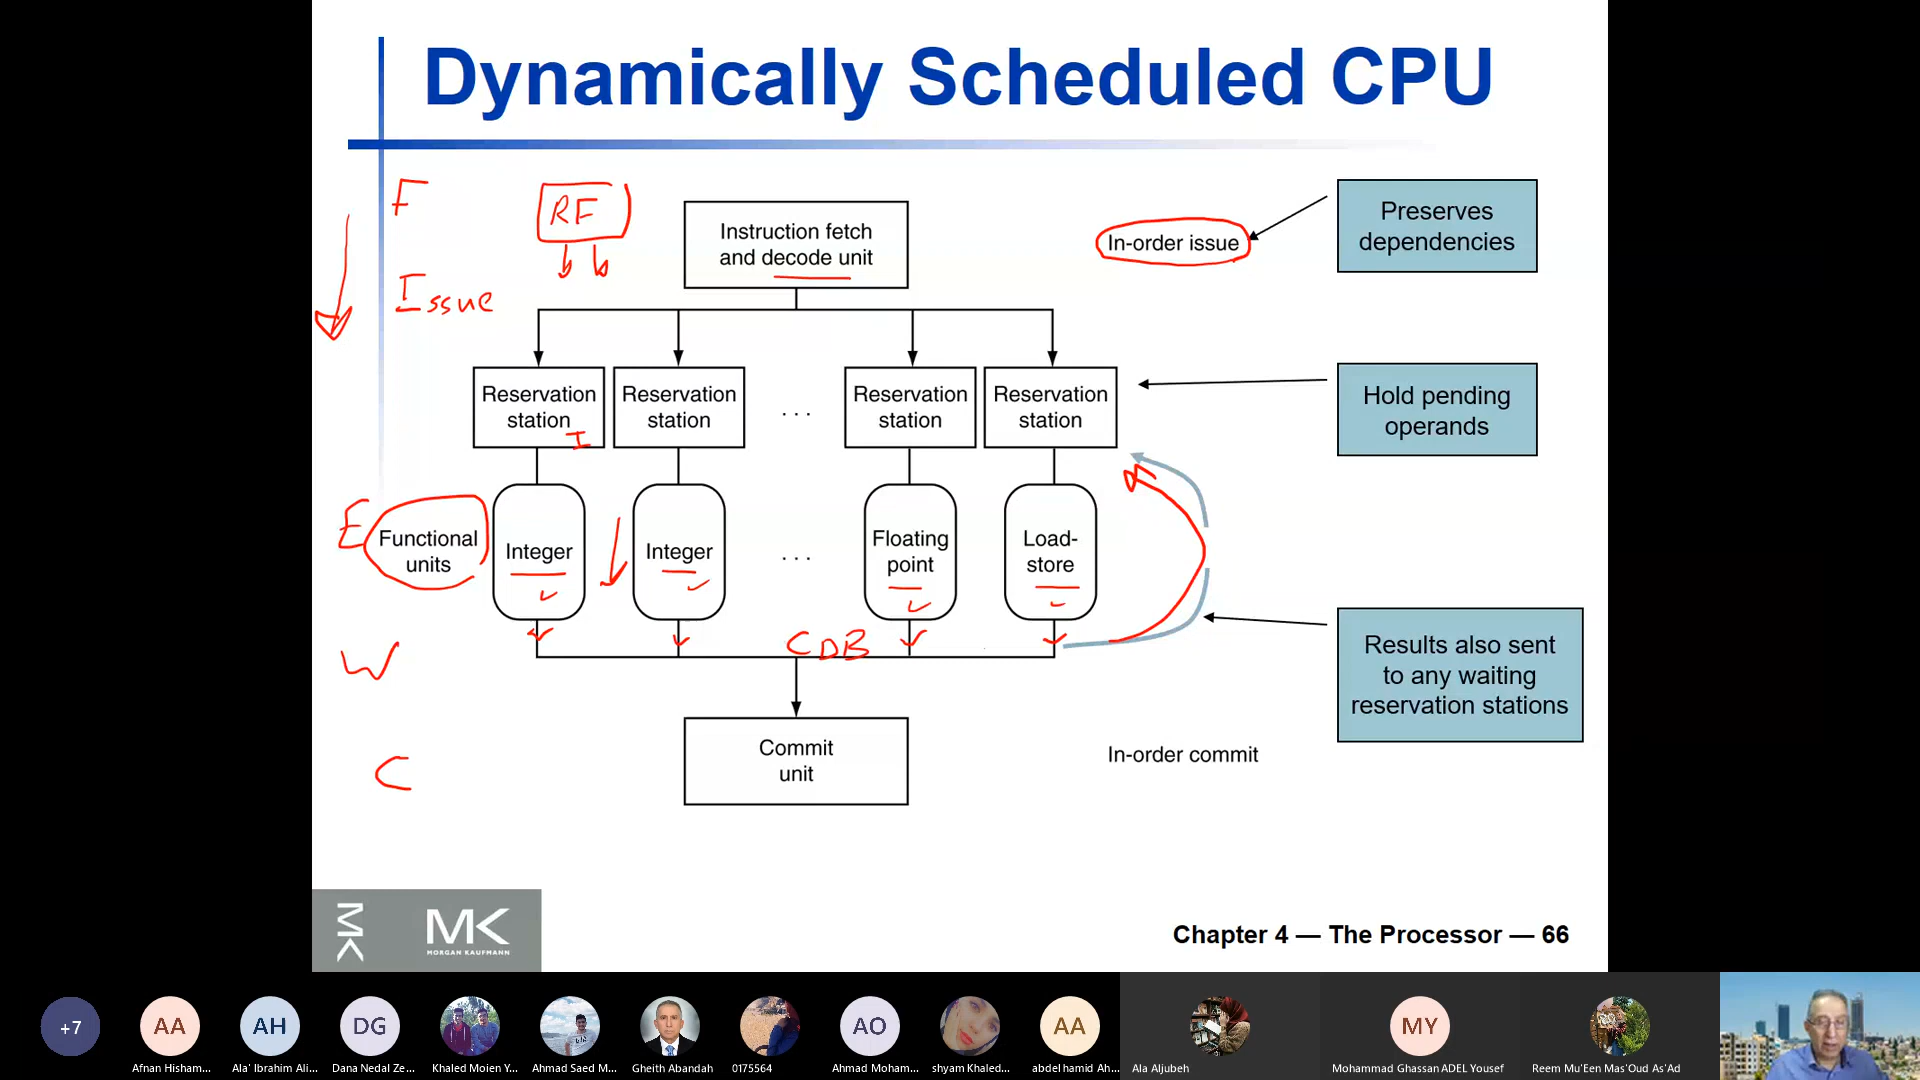 Dynamically Scheduled CPU
F
RF
Instruction fetch
and decode unit
In-order issue
Preserves
dependencies
Issue
Reservation
station
I
Reservation
station
. . .
Reservation
station
Reservation
station
Hold pending
operands
E
Functional
units
Integer
Integer
. . .
Floating
point
Load-
store
W
CDB
Results also sent
to any waiting
reservation stations
C
Commit
unit
In-order commit
MK
MK
MORGAN KAUFMANN
Chapter 4 — The Processor — 66
+7
AA
AH
DG
AO
AA
MY
Afnan Hisham...
Ala' Ibrahim Ali...
Dana Nedal Ze...
Khaled Moien Y...
Ahmad Saed M...
Gheith Abandah
0175564
Ahmad Moham...
shyam Khaled...
abdel hamid Ah...
Ala Aljubeh
Mohammad Ghassan ADEL Yousef
Reem Mu'Een Mas'Oud As'Ad